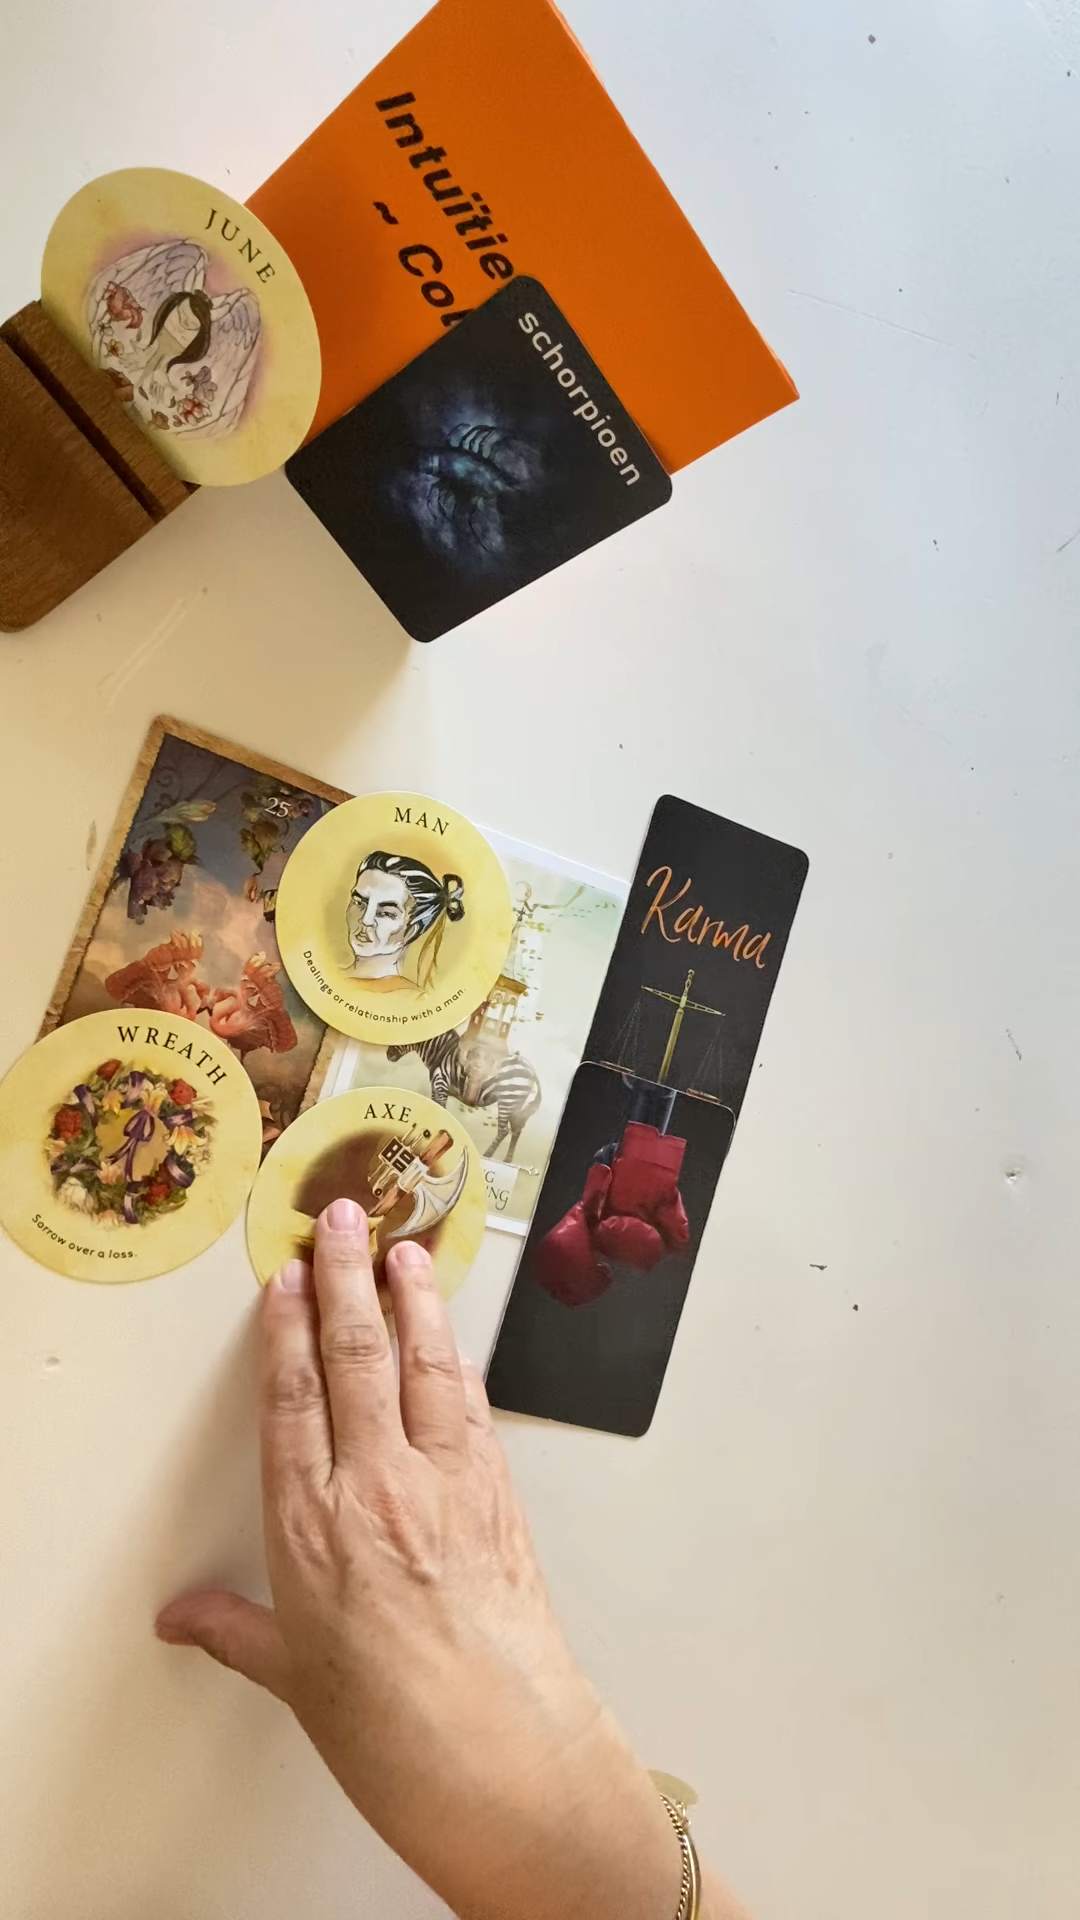 Intuïtie
~ Co
JUNE
schorpioen
25
MAN
Dealings or relationship with a man.
Karma
WREATH
Sorrow over a loss.
AXE